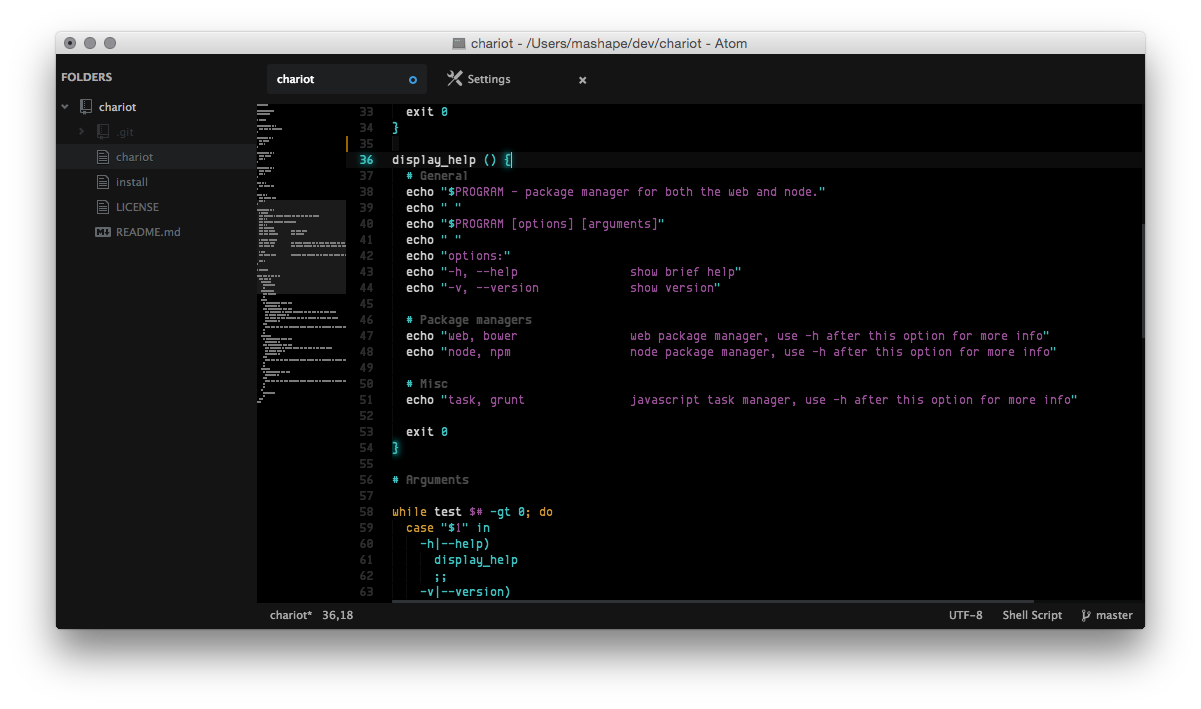 chariot - /Users/mashape/dev/chariot - Atom
FOLDERS
chariot
.git
chariot
install
LICENSE
README.md
chariot
Settings
33   exit 0
34 }
35
36 display_help () {
37   # General
38   echo "$PROGRAM - package manager for both the web and node."
39   echo " "
40   echo "$PROGRAM [options] [arguments]"
41   echo " "
42   echo "options:"
43   echo "-h, --help                show brief help"
44   echo "-v, --version             show version"
45
46   # Package managers
47   echo "web, bower                web package manager, use -h after this option for more info"
48   echo "node, npm                 node package manager, use -h after this option for more info"
49
50   # Misc
51   echo "task, grunt               javascript task manager, use -h after this option for more info"
52
53   exit 0
54 }
55
56 # Arguments
57
58 while test $# -gt 0; do
59   case "$1" in
60     -h|--help)
61       display_help
62       ;;
63     -v|--version)
chariot* 36,18
UTF-8 Shell Script master